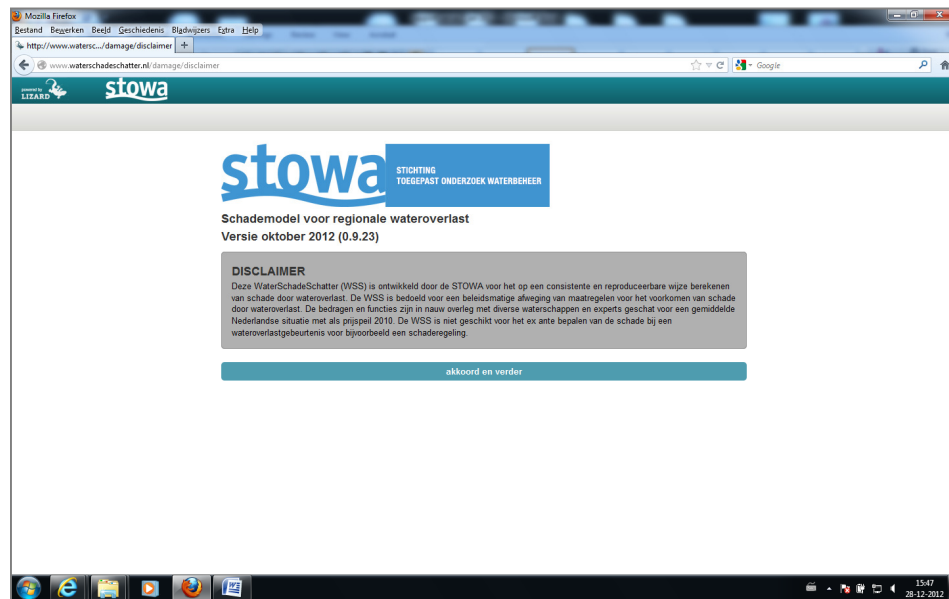 Mozilla Firefox
Bestand Bewerken Beeld Geschiedenis Bladwijzers Extra Help
http://www.watersc.../damage/disclaimer +
www.waterschadeschatter.nl/damage/disclaimer
Google
powered by
LIZARD
stowa
stowa
STICHTING
TOEGEPAST ONDERZOEK WATERBEHEER
Schademodel voor regionale wateroverlast
Versie oktober 2012 (0.9.23)
DISCLAIMER
Deze WaterSchadeSchatter (WSS) is ontwikkeld door de STOWA voor het op een consistente en reproduceerbare wijze berekenen
van schade door wateroverlast. De WSS is bedoeld voor een beleidsmatige afweging van maatregelen voor het voorkomen van schade
door wateroverlast. De bedragen en functies zijn in nauw overleg met diverse waterschappen en experts geschat voor een gemiddelde
Nederlandse situatie met als prijspeil 2010. De WSS is niet geschikt voor het ex ante bepalen van de schade bij een
wateroverlastgebeurtenis voor bijvoorbeeld een schaderegeling.
akkoord en verder
15:47
28-12-2012